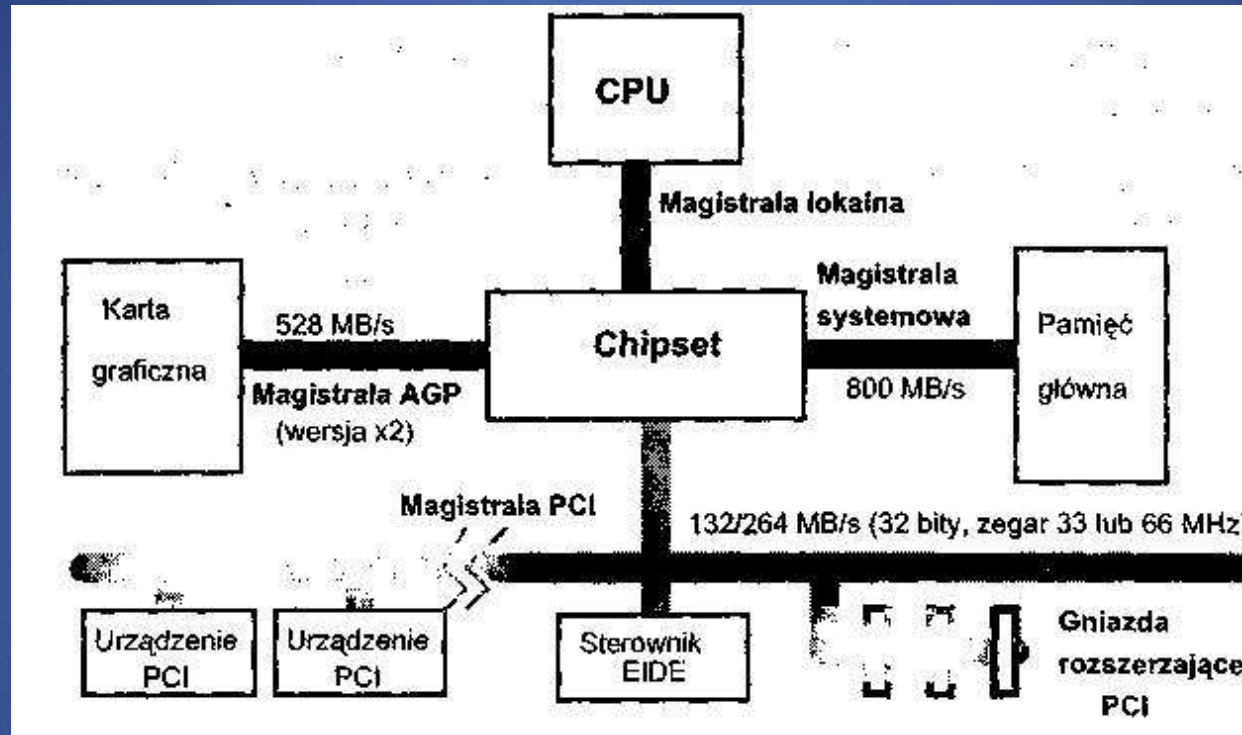 CPU
Magistrala lokalna
Karta
graficzna
528 MB/s
Magistrala AGP
(wersja x2)
Chipset
Magistrala
systemowa
800 MB/s
Pamięć
główna
Magistrala PCI
132/264 MB/s (32 bity, zegar 33 lub 66 MHz)
Urządzenie
PCI
Urządzenie
PCI
Sterownik
EIDE
Gniazda
rozszerzające
PCI